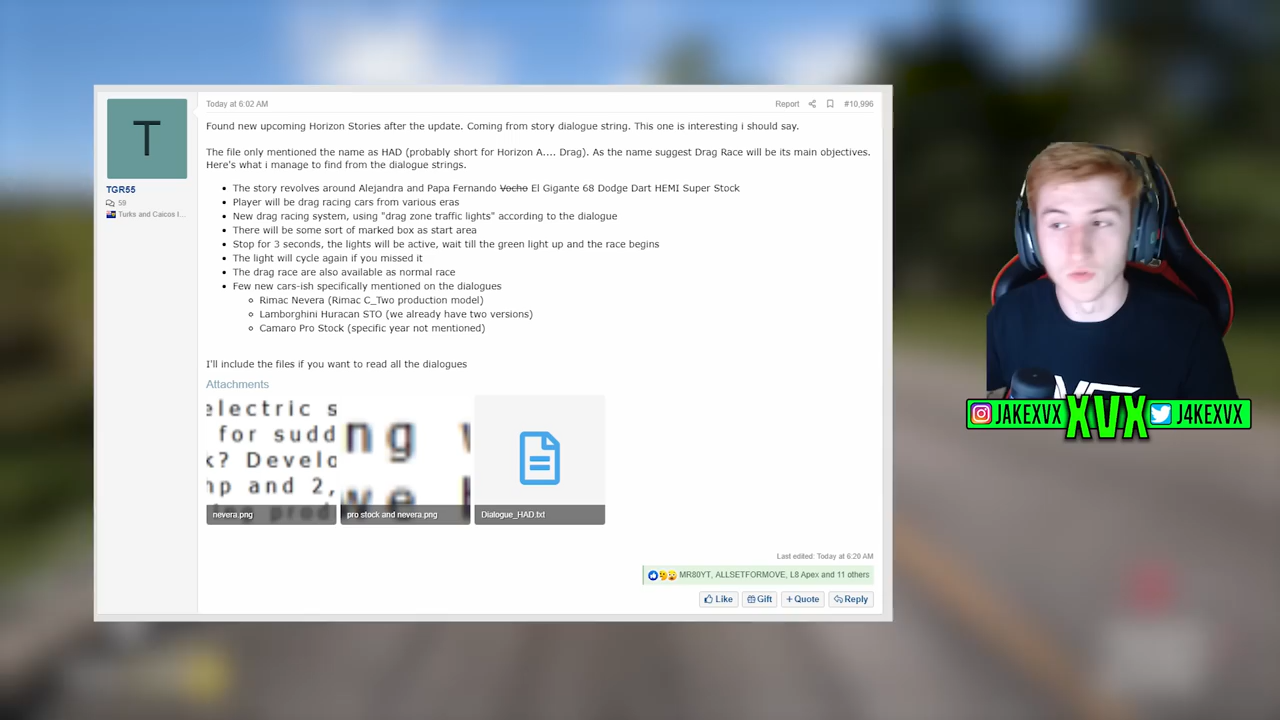 Today at 6:02 AM
Report
#10,996
T
TGR55
59
Turks and Caicos I...
Found new upcoming Horizon Stories after the update. Coming from story dialogue string. This one is interesting i should say.
The file only mentioned the name as HAD (probably short for Horizon A.... Drag). As the name suggest Drag Race will be its main objectives.
Here's what i manage to find from the dialogue strings.
The story revolves around Alejandra and Papa Fernando Vocho El Gigante 68 Dodge Dart HEMI Super Stock
Player will be drag racing cars from various eras
New drag racing system, using "drag zone traffic lights" according to the dialogue
There will be some sort of marked box as start area
Stop for 3 seconds, the lights will be active, wait till the green light up and the race begins
The light will cycle again if you missed it
The drag race are also available as normal race
Few new cars-ish specifically mentioned on the dialogues
Rimac Nevera (Rimac C_Two production model)
Lamborghini Huracan STO (we already have two versions)
Camaro Pro Stock (specific year not mentioned)
I'll include the files if you want to read all the dialogues
Attachments
electric s
for sudd
k? Develo
np and 2,
nevera.png
ng
ve
pro stock and nevera.png
Dialogue_HAD.txt
Last edited: Today at 6:20 AM
MR80YT, ALLSETFORMOVE, L8 Apex and 11 others
Like
Gift
+Quote
Reply
JAKEXVX
XVX
J4KEXVX